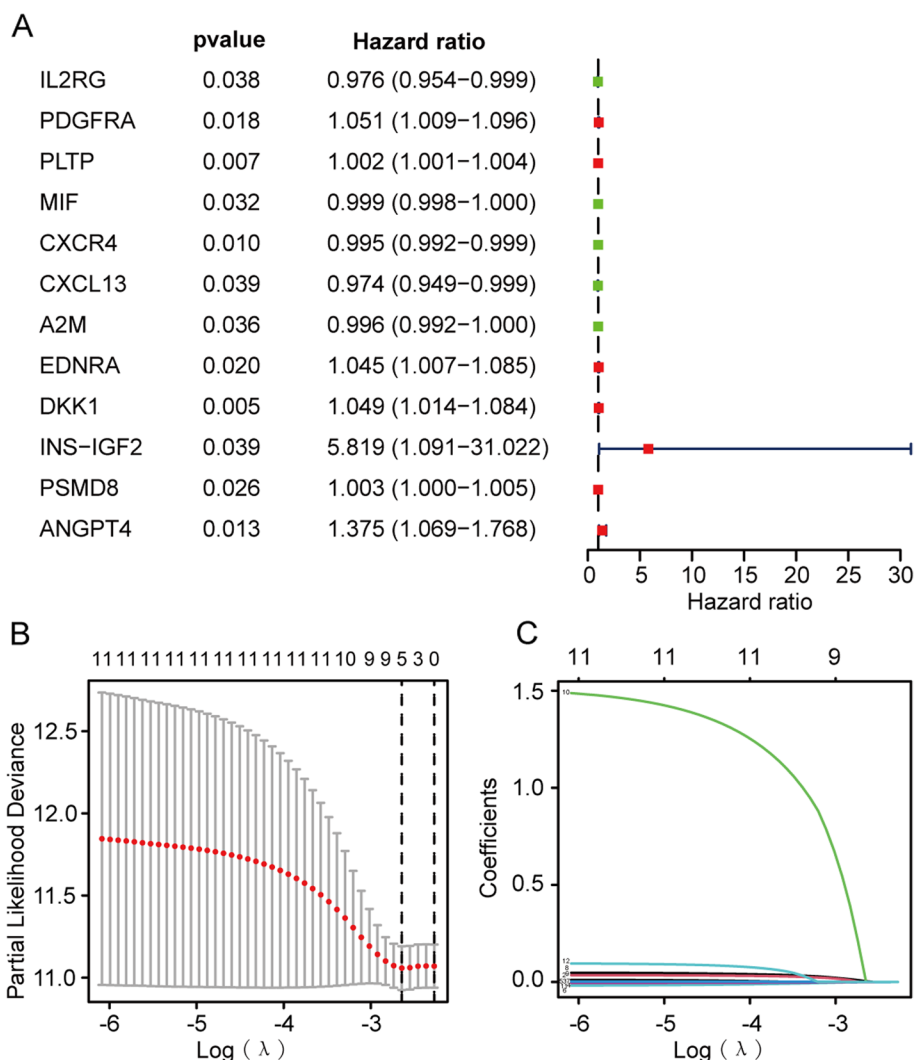 A
pvalue Hazard ratio
IL2RG 0.038 0.976 (0.954−0.999)
PDGFRA 0.018 1.051 (1.009−1.096)
PLTP 0.007 1.002 (1.001−1.004)
MIF 0.032 0.999 (0.998−1.000)
CXCR4 0.010 0.995 (0.992−0.999)
CXCL13 0.039 0.974 (0.949−0.999)
A2M 0.036 0.996 (0.992−1.000)
EDNRA 0.020 1.045 (1.007−1.085)
DKK1 0.005 1.049 (1.014−1.084)
INS−IGF2 0.039 5.819 (1.091−31.022)
PSMD8 0.026 1.003 (1.000−1.005)
ANGPT4 0.013 1.375 (1.069−1.768)
0 5 10 15 20 25 30
Hazard ratio
B
11 11 11 11 11 11 11 11 11 11 10 9 9 5 3 0
Partial Likelihood Deviance
12.5
12.0
11.5
11.0
-6 -5 -4 -3
Log（λ）
C
11 11 11 9
Coefficients
1.5
1.0
0.5
0.0
10
12
8
-6 -5 -4 -3
Log（λ）